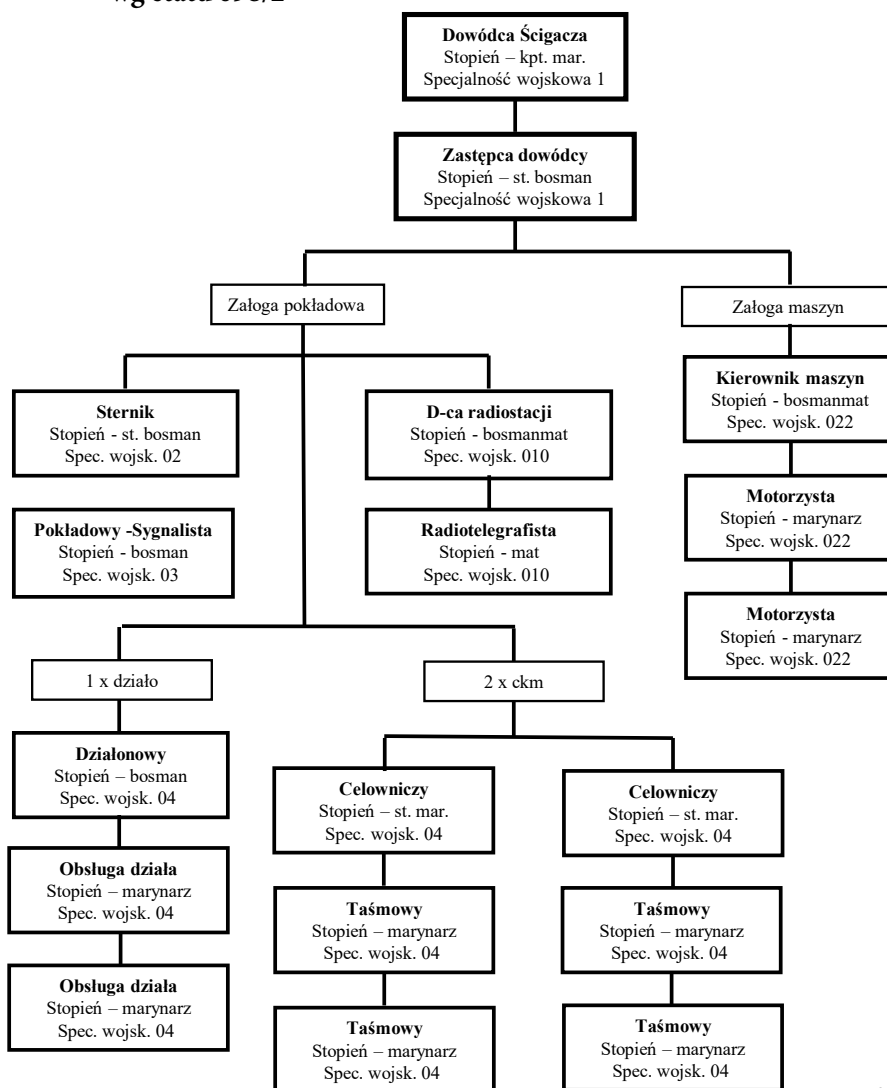 Dowódca Ścigacza
Stopień – kpt. mar.
Specjalność wojskowa 1
Zastępca dowódcy
Stopień – st. bosman
Specjalność wojskowa 1
Załoga pokładowa
Załoga maszyn
Sternik
Stopień - st. bosman
Spec. wojsk. 02
D-ca radiostacji
Stopień - bosmanmat
Spec. wojsk. 010
Kierownik maszyn
Stopień - bosmanmat
Spec. wojsk. 022
Pokładowy -Sygnalista
Stopień - bosman
Spec. wojsk. 03
Radiotelegrafista
Stopień - mat
Spec. wojsk. 010
Motorzysta
Stopień - marynarz
Spec. wojsk. 022
Motorzysta
Stopień - marynarz
Spec. wojsk. 022
1 x działo
2 x ckm
Działonowy
Stopień – bosman
Spec. wojsk. 04
Celowniczy
Stopień – st. mar.
Spec. wojsk. 04
Celowniczy
Stopień – st. mar.
Spec. wojsk. 04
Obsługa działa
Stopień – marynarz
Spec. wojsk. 04
Taśmowy
Stopień – marynarz
Spec. wojsk. 04
Taśmowy
Stopień – marynarz
Spec. wojsk. 04
Obsługa działa
Stopień – marynarz
Spec. wojsk. 04
Taśmowy
Stopień – marynarz
Spec. wojsk. 04
Taśmowy
Stopień – marynarz
Spec. wojsk. 04